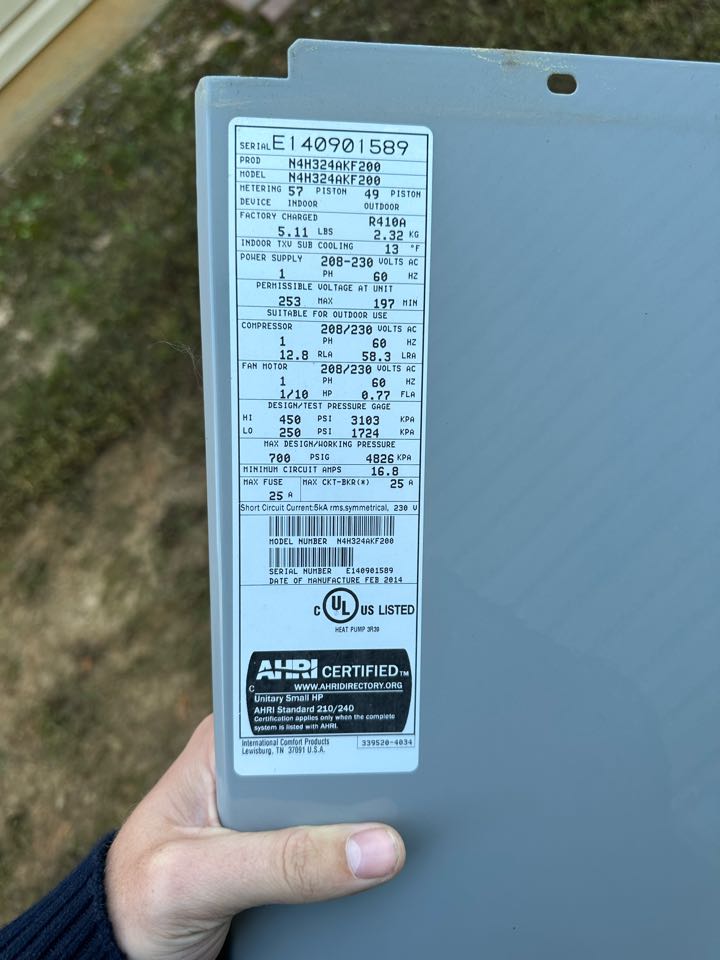 SERIAL E140901589
PROD N4H324AKF200
MODEL N4H324AKF200
METERING 57 PISTON 49 PISTON
DEVICE INDOOR OUTDOOR
FACTORY CHARGED R410A
5.11 LBS 2.32 KG
INDOOR TXV SUB COOLING 13 °F
POWER SUPPLY 208-230 VOLTS AC
1 PH 60 HZ
PERMISSIBLE VOLTAGE AT UNIT
253 MAX 197 MIN
SUITABLE FOR OUTDOOR USE
COMPRESSOR 208/230 VOLTS AC
1 PH 60 HZ
12.8 RLA 58.3 LRA
FAN MOTOR 208/230 VOLTS AC
1 PH 60 HZ
1/10 HP 0.77 FLA
DESIGN/TEST PRESSURE GAGE
HI 450 PSI 3103 KPA
LO 250 PSI 1724 KPA
MAX DESIGN/WORKING PRESSURE
700 PSIG 4826 KPA
MINIMUM CIRCUIT AMPS 16.8
MAX FUSE MAX CKT-BKR(*) 25 A
25 A
Short Circuit Current:5kA rms.symmetrical, 230 V
MODEL NUMBER N4H324AKF200
SERIAL NUMBER E140901589
DATE OF MANUFACTURE FEB 2014
C UL US LISTED
HEAT PUMP 3R39
AHRI CERTIFIED™
C WWW.AHRIDIRECTORY.ORG
Unitary Small HP
AHRI Standard 210/240
Certification applies only when the complete
system is listed with AHRI.
International Comfort Products
Lewisburg, TN 37091 U.S.A.
339520-4034